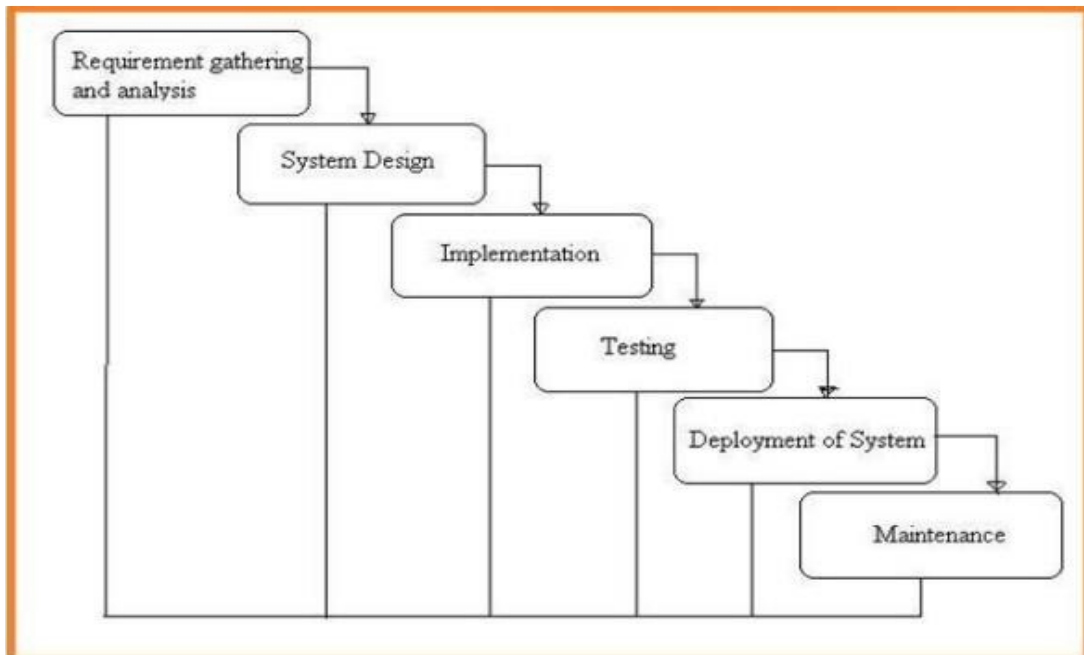 Requirement gathering
and analysis
System Design
Implementation
Testing
Deployment of System
Maintenance